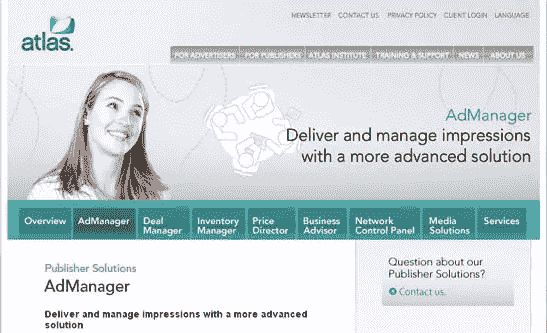 NEWSLETTER CONTACT US PRIVACY POLICY CLIENT LOGIN LANGUAGE
atlas.
FOR ADVERTISERS FOR PUBLISHERS ATLAS INSTITUTE TRAINING & SUPPORT NEWS ABOUT US
AdManager
Deliver and manage impressions
with a more advanced solution
Overview
AdManager
Deal
Manager
Inventory
Manager
Price
Director
Business
Advisor
Network
Control Panel
Media
Solutions
Services
Publisher Solutions
AdManager
Deliver and manage impressions with a more advanced
solution
Question about our
Publisher Solutions?
Contact us.